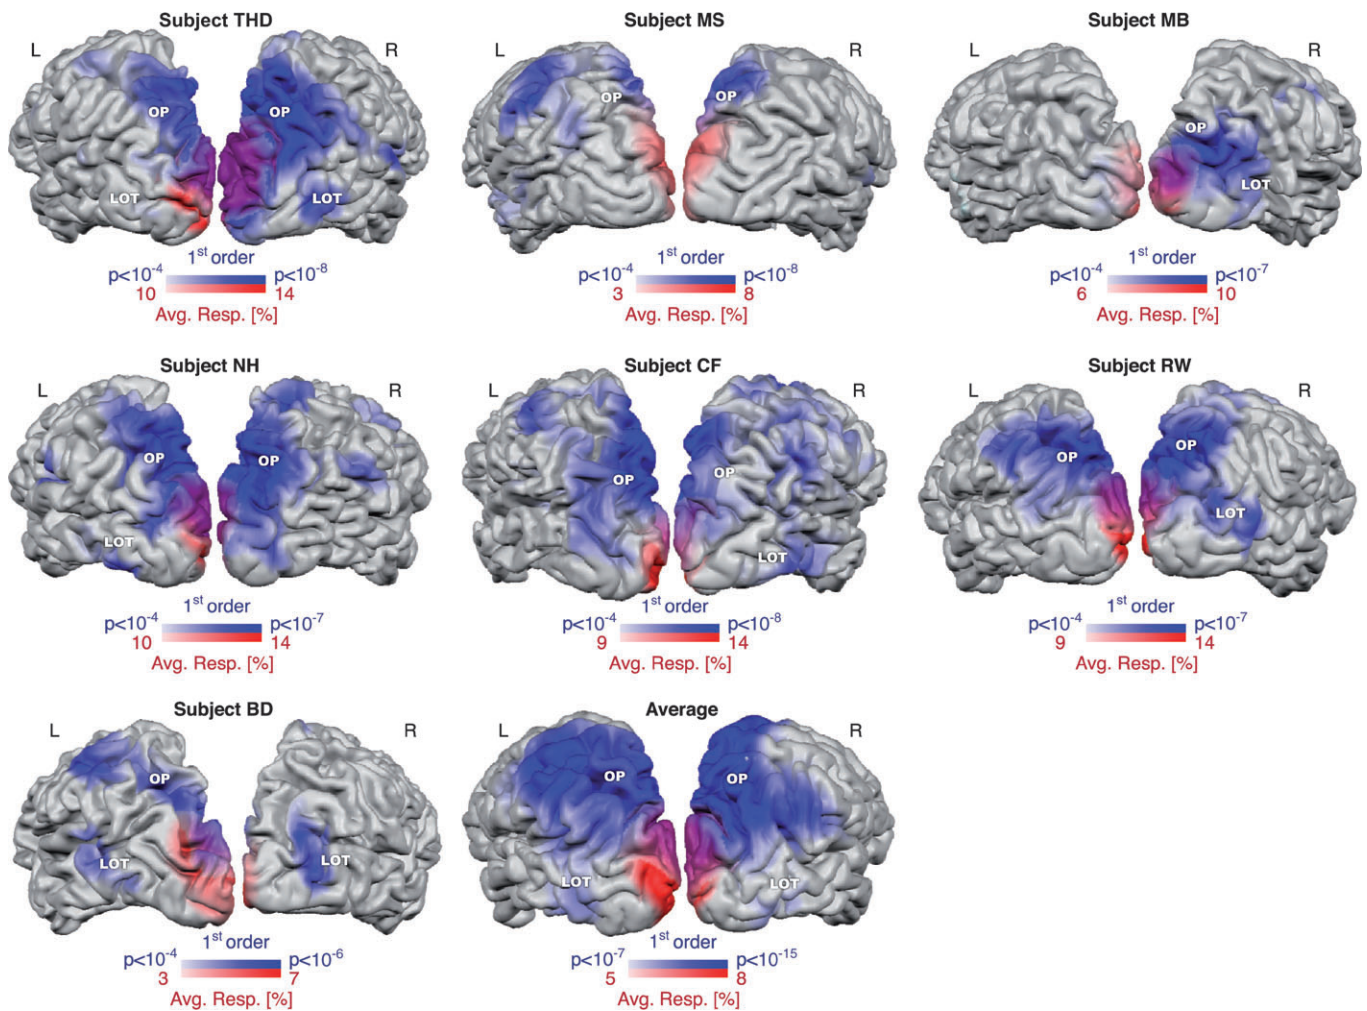 Subject THD
L
R
OP
OP
LOT
LOT
1st order
p<10-4
p<10-8
10
14
Avg. Resp. [%]
Subject MS
L
R
OP
OP
1st order
p<10-4
p<10-8
3
8
Avg. Resp. [%]
Subject MB
L
R
OP
LOT
1st order
p<10-4
p<10-7
6
10
Avg. Resp. [%]
Subject NH
L
R
OP
OP
LOT
1st order
p<10-4
p<10-7
10
14
Avg. Resp. [%]
Subject CF
L
R
OP
OP
LOT
1st order
p<10-4
p<10-8
9
14
Avg. Resp. [%]
Subject RW
L
R
OP
OP
LOT
1st order
p<10-4
p<10-7
9
14
Avg. Resp. [%]
Subject BD
L
R
OP
LOT
LOT
1st order
p<10-4
p<10-6
3
7
Avg. Resp. [%]
Average
L
R
OP
OP
LOT
LOT
1st order
p<10-7
p<10-15
5
8
Avg. Resp. [%]